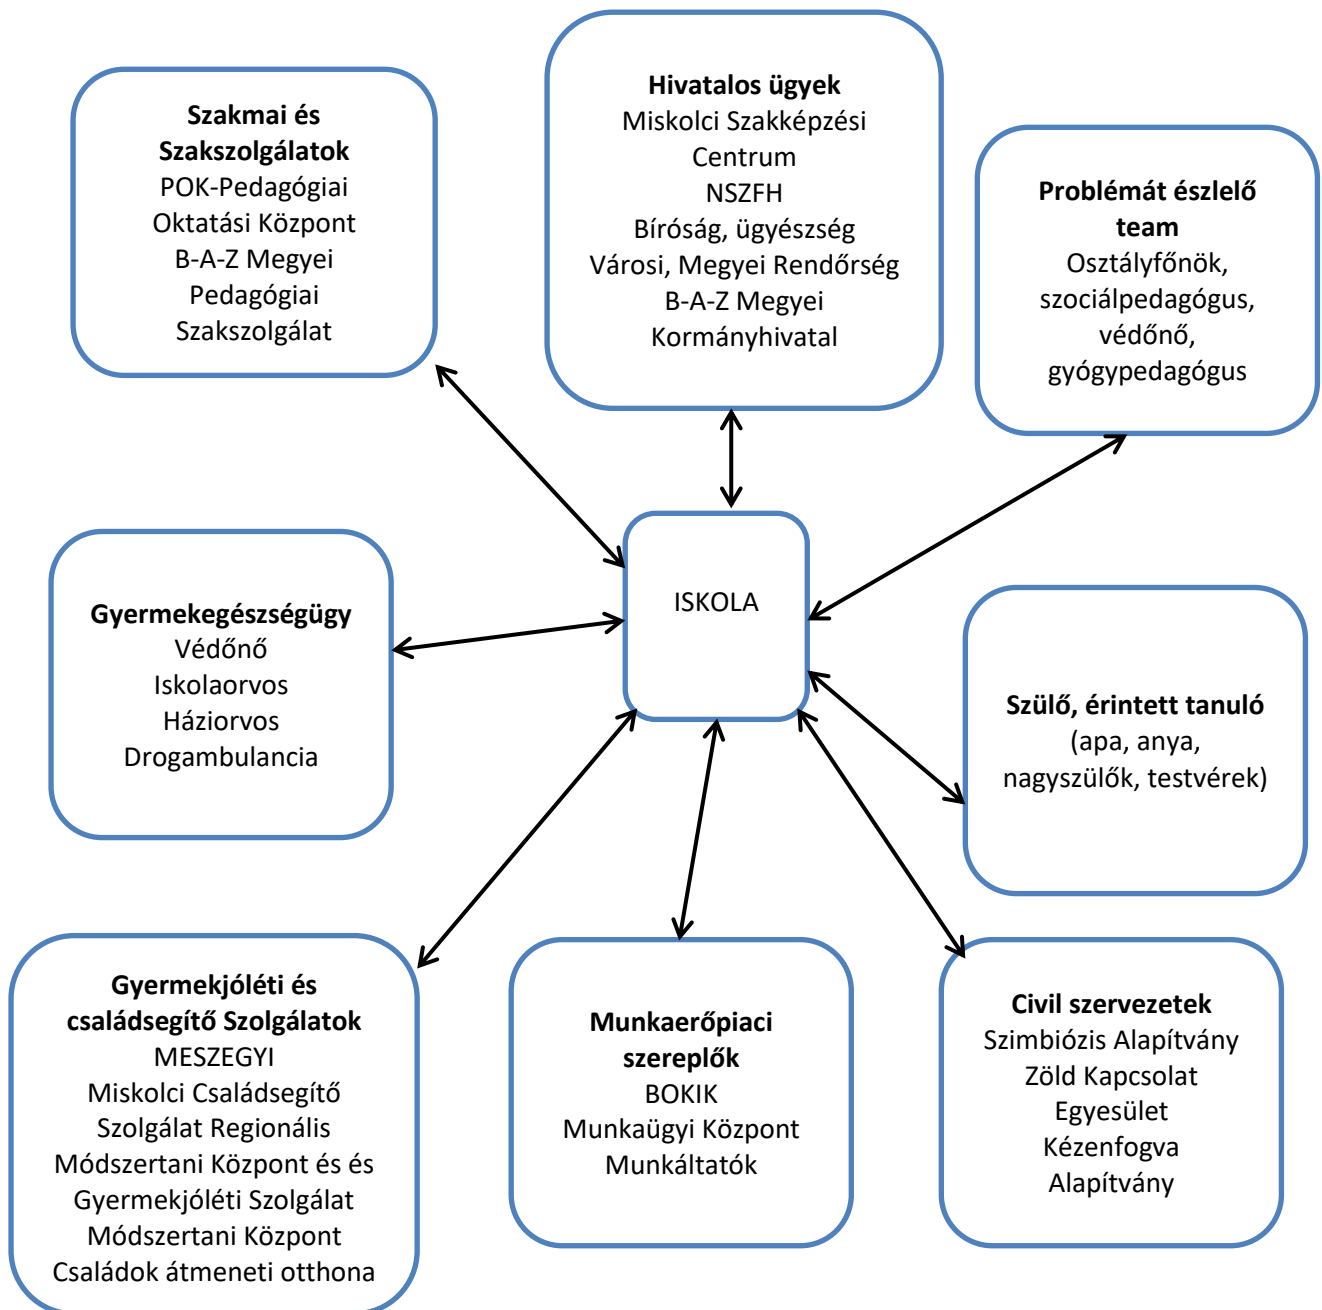 Szakmai és
Szakszolgálatok
POK-Pedagógiai
Oktatási Központ
B-A-Z Megyei
Pedagógiai
Szakszolgálat
Hivatalos ügyek
Miskolci Szakképzési
Centrum
NSZFH
Bíróság, ügyészség
Városi, Megyei Rendőrség
B-A-Z Megyei
Kormányhivatal
Problémát észlelő
team
Osztályfőnök,
szociálpedagógus,
védőnő,
gyógypedagógus
Gyermekegészségügy
Védőnő
Iskolaorvos
Háziorvos
Drogambulancia
ISKOLA
Szülő, érintett tanuló
(apa, anya,
nagyszülők, testvérek)
Gyermekjóléti és
családsegítő Szolgálatok
MESZEGYI
Miskolci Családsegítő
Szolgálat Regionális
Módszertani Központ és és
Gyermekjóléti Szolgálat
Módszertani Központ
Családok átmeneti otthona
Munkaerőpiaci
szereplők
BOKIK
Munkaügyi Központ
Munkáltatók
Civil szervezetek
Szimbiózis Alapítvány
Zöld Kapcsolat
Egyesület
Kézenfogva
Alapítvány